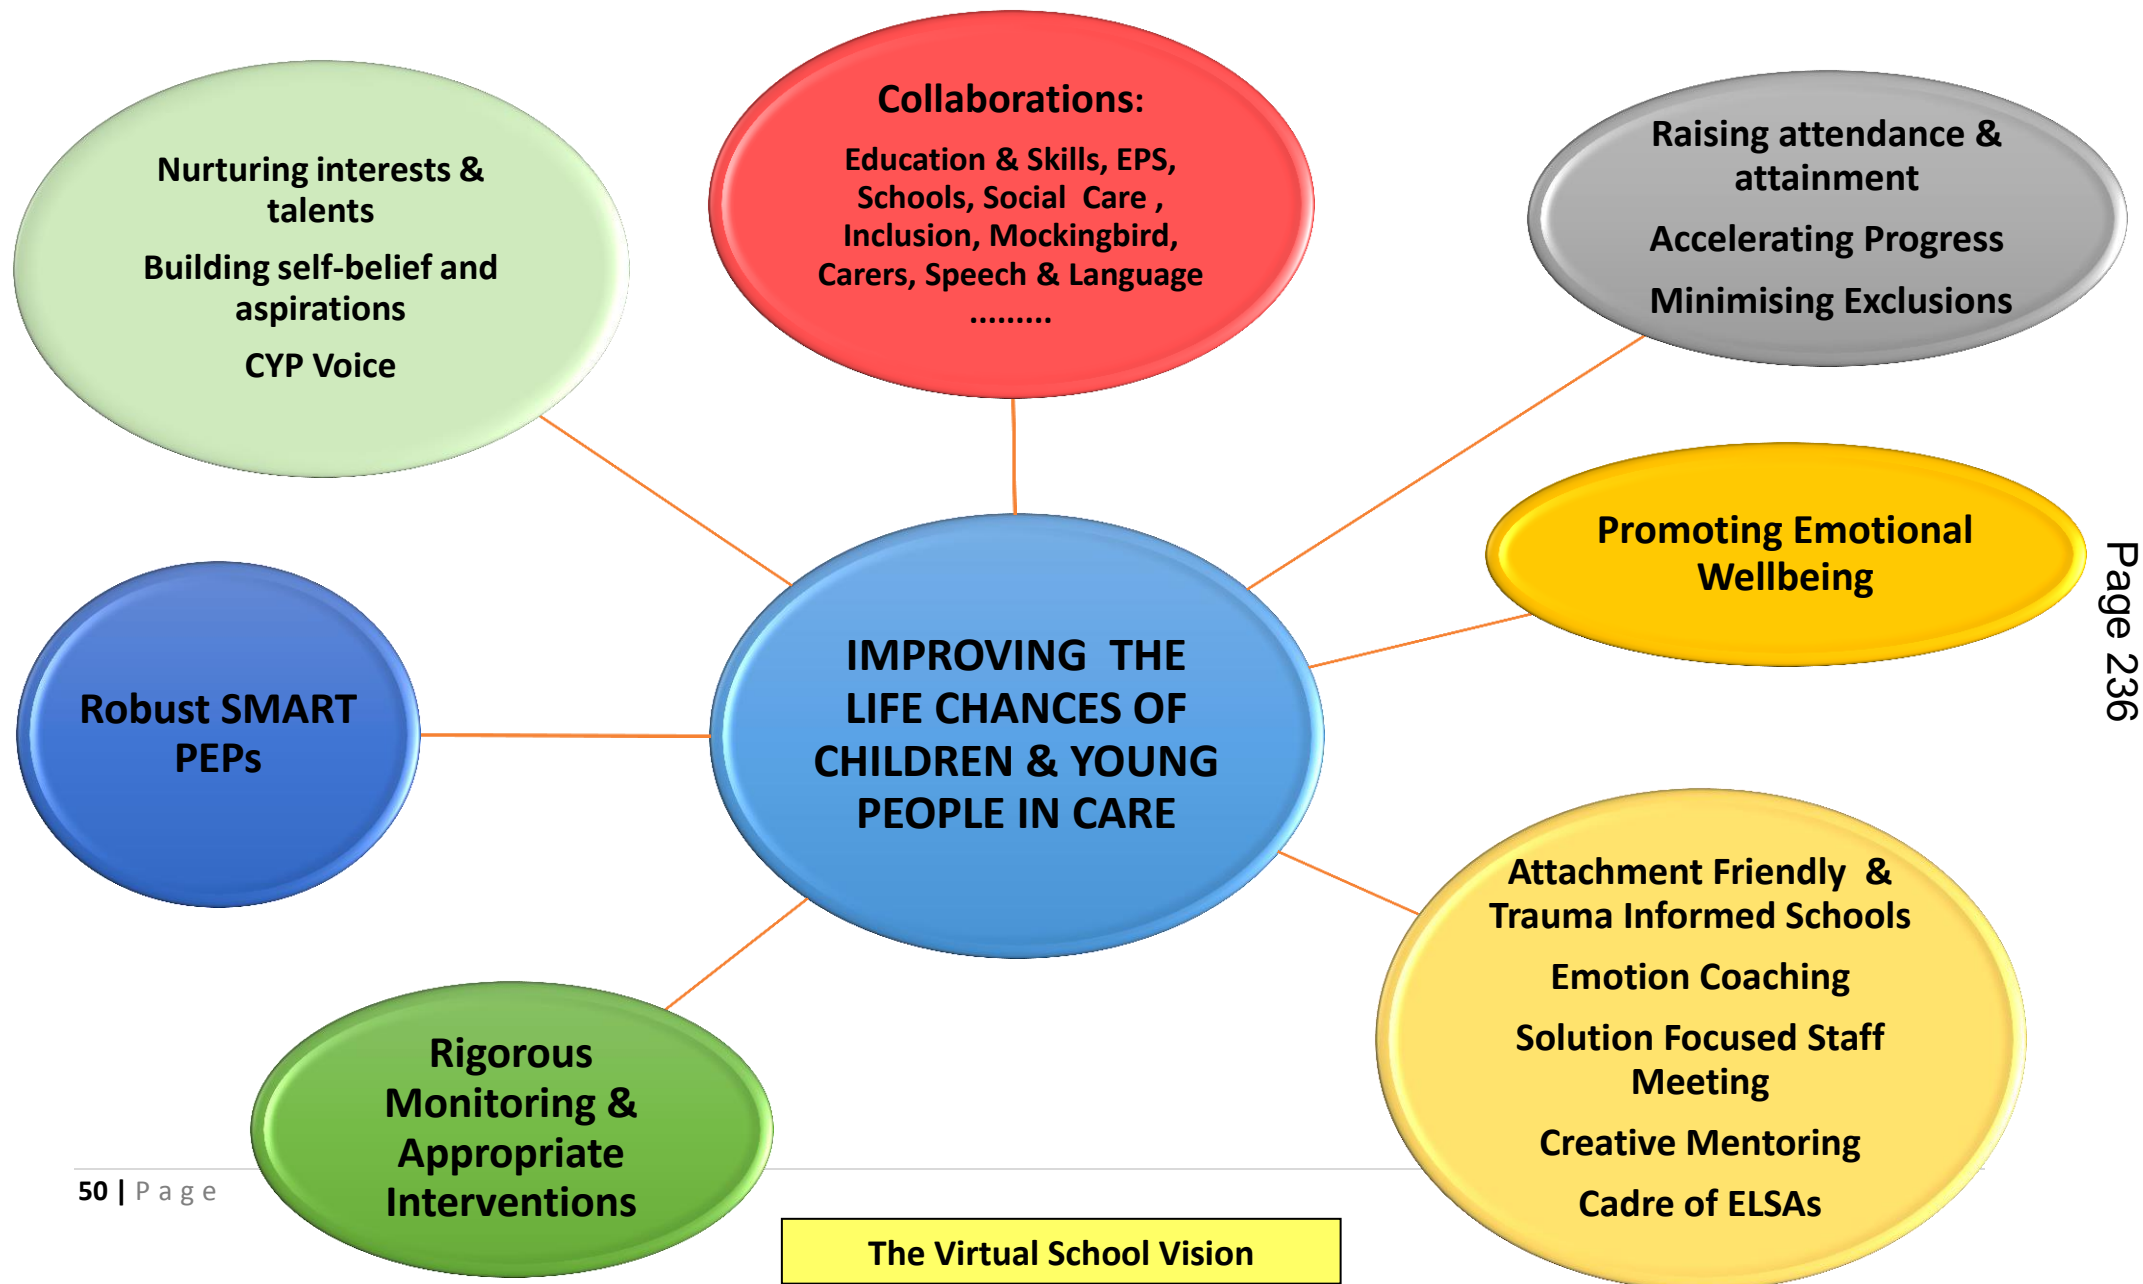 Nurturing interests &
talents
Building self-belief and
aspirations
CYP Voice
Collaborations:
Education & Skills, EPS,
Schools, Social  Care ,
Inclusion, Mockingbird,
Carers, Speech & Language
.........
Raising attendance &
attainment
Accelerating Progress
Minimising Exclusions
Promoting Emotional
Wellbeing
Page 236
Robust SMART
PEPs
IMPROVING  THE
LIFE CHANCES OF
CHILDREN & YOUNG
PEOPLE IN CARE
Attachment Friendly  &
Trauma Informed Schools
Emotion Coaching
Solution Focused Staff
Meeting
Creative Mentoring
Cadre of ELSAs
Rigorous
Monitoring &
Appropriate
Interventions
50 | P a g e
The Virtual School Vision